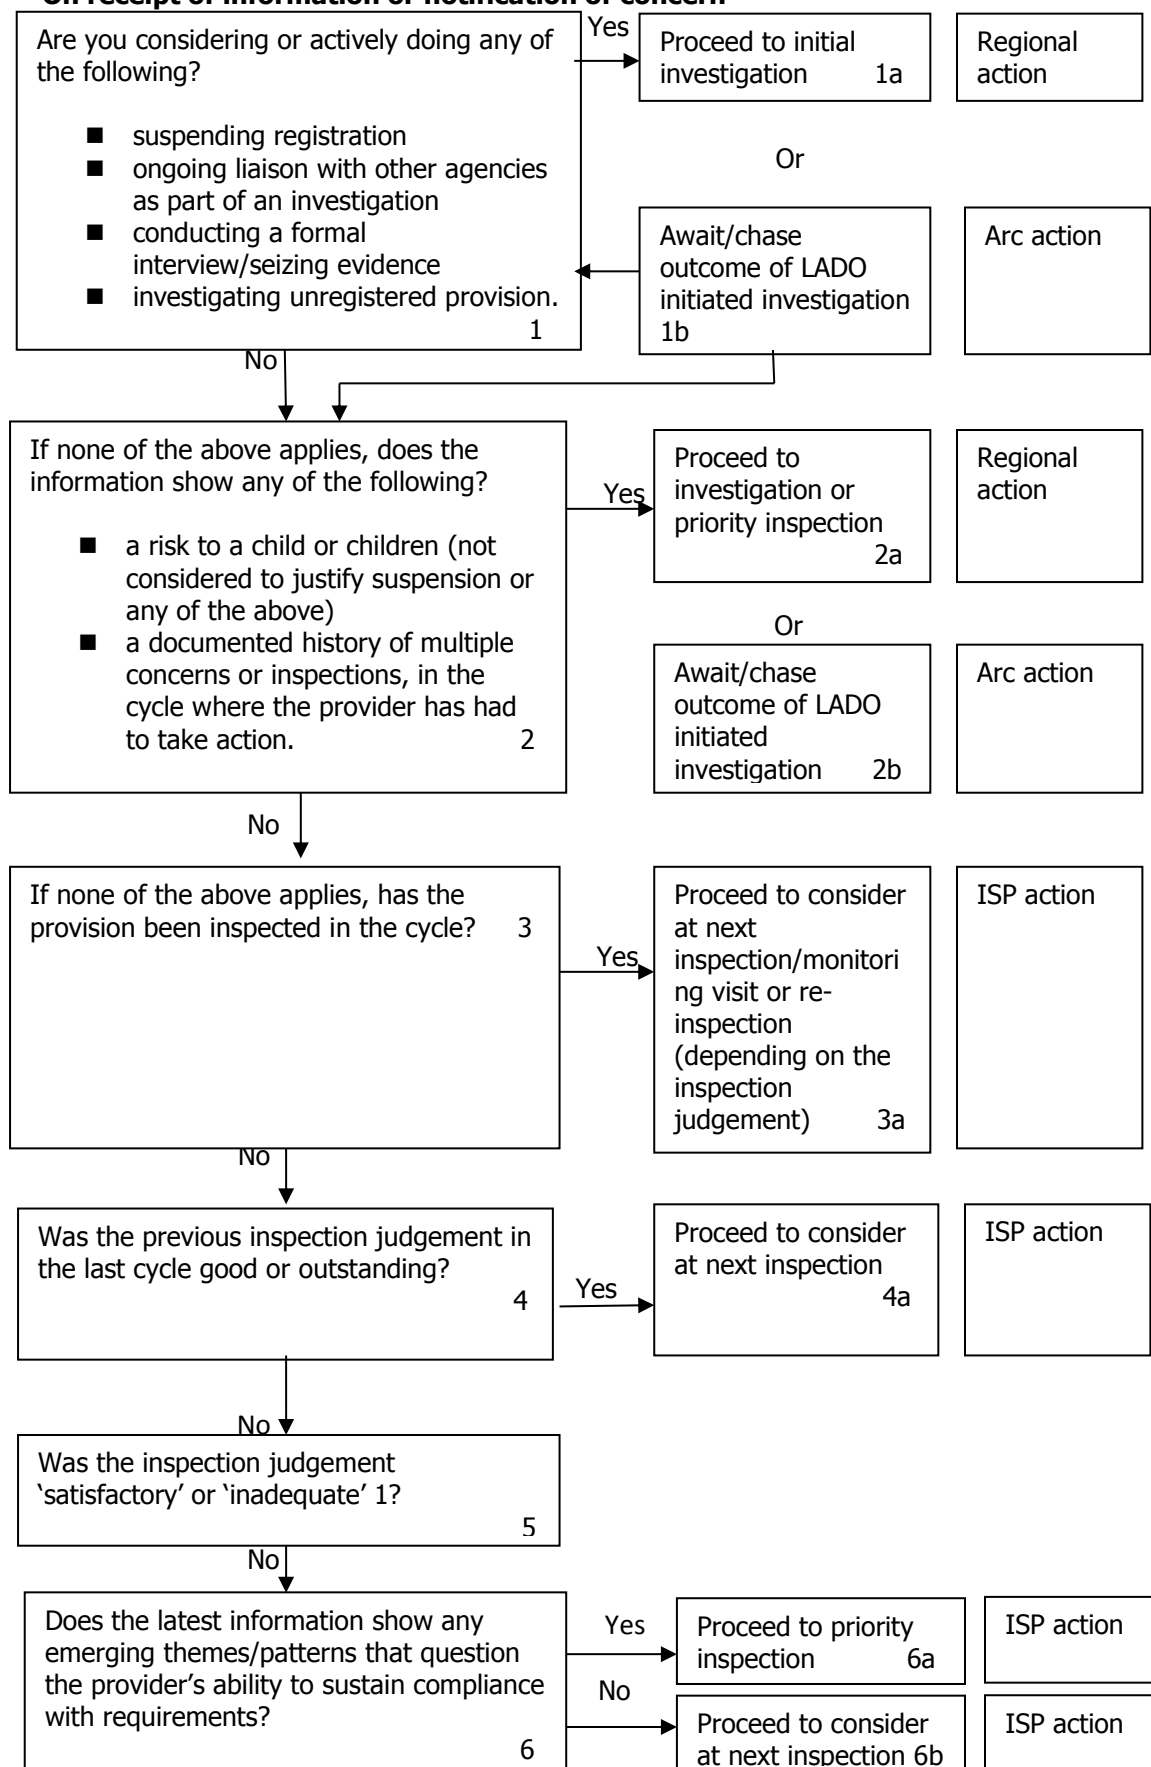 On receipt of information or notification of concern
Are you considering or actively doing any of
the following?
■ suspending registration
■ ongoing liaison with other agencies
as part of an investigation
■ conducting a formal
interview/seizing evidence
■ investigating unregistered provision.
1
Yes
Proceed to initial
investigation 1a
Regional
action
Or
Await/chase
outcome of LADO
initiated investigation
1b
Arc action
No
If none of the above applies, does the
information show any of the following?
■ a risk to a child or children (not
considered to justify suspension or
any of the above)
■ a documented history of multiple
concerns or inspections, in the
cycle where the provider has had
to take action. 2
Yes
Proceed to
investigation or
priority inspection
2a
Regional
action
Or
Await/chase
outcome of LADO
initiated
investigation 2b
Arc action
No
If none of the above applies, has the
provision been inspected in the cycle? 3
Yes
Proceed to consider
at next
inspection/monitori
ng visit or re-
inspection
(depending on the
inspection
judgement) 3a
ISP action
No
Was the previous inspection judgement in
the last cycle good or outstanding?
4
Yes
Proceed to consider
at next inspection
4a
ISP action
No
Was the inspection judgement
‘satisfactory’ or ‘inadequate’ 1?
5
No
Does the latest information show any
emerging themes/patterns that question
the provider’s ability to sustain compliance
with requirements?
6
Yes
Proceed to priority
inspection 6a
ISP action
No
Proceed to consider
at next inspection 6b
ISP action